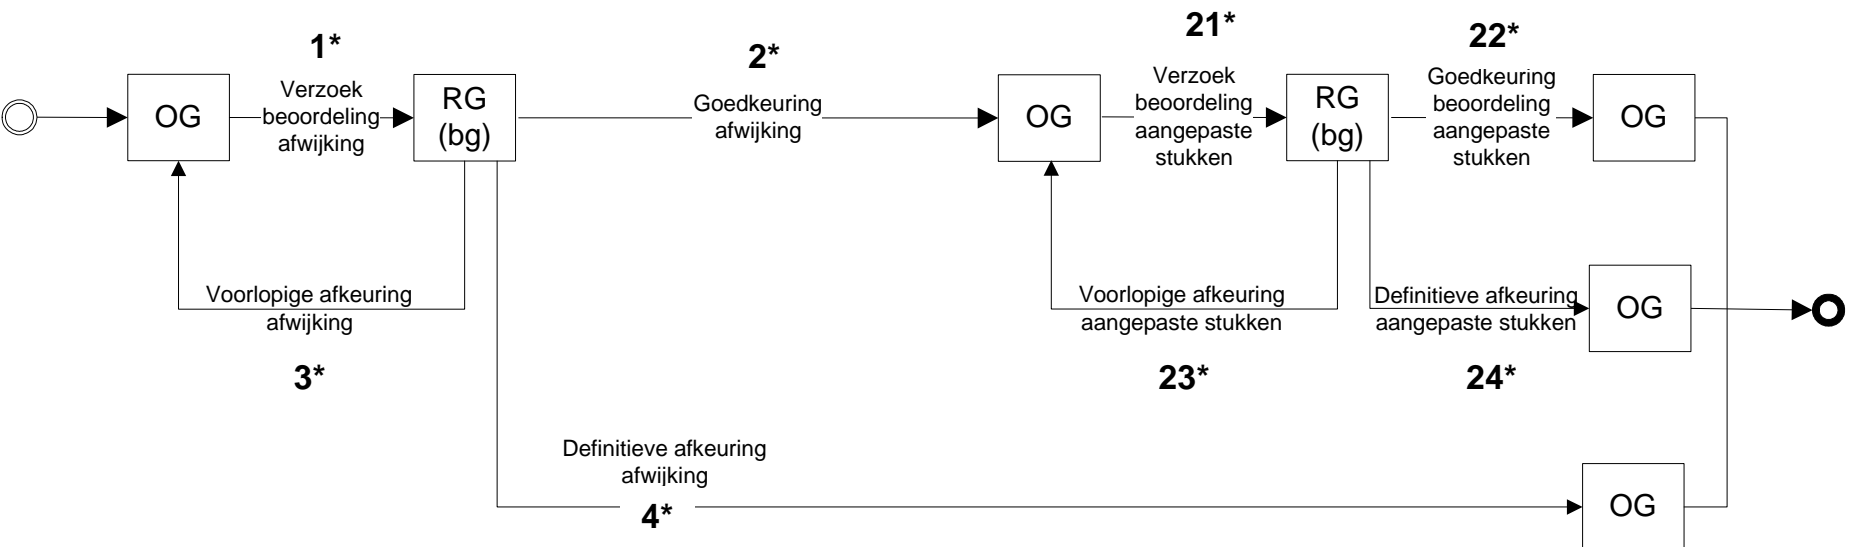 1*
2*
21*
22*
OG
Verzoek
beoordeling
afwijking
RG
(bg)
Goedkeuring
afwijking
OG
Verzoek
beoordeling
aangepaste
stukken
RG
(bg)
Goedkeuring
beoordeling
aangepaste
stukken
OG
Voorlopige afkeuring
afwijking
3*
Voorlopige afkeuring
aangepaste stukken
23*
Definitieve afkeuring
aangepaste stukken
24*
OG
Definitieve afkeuring
afwijking
4*
OG